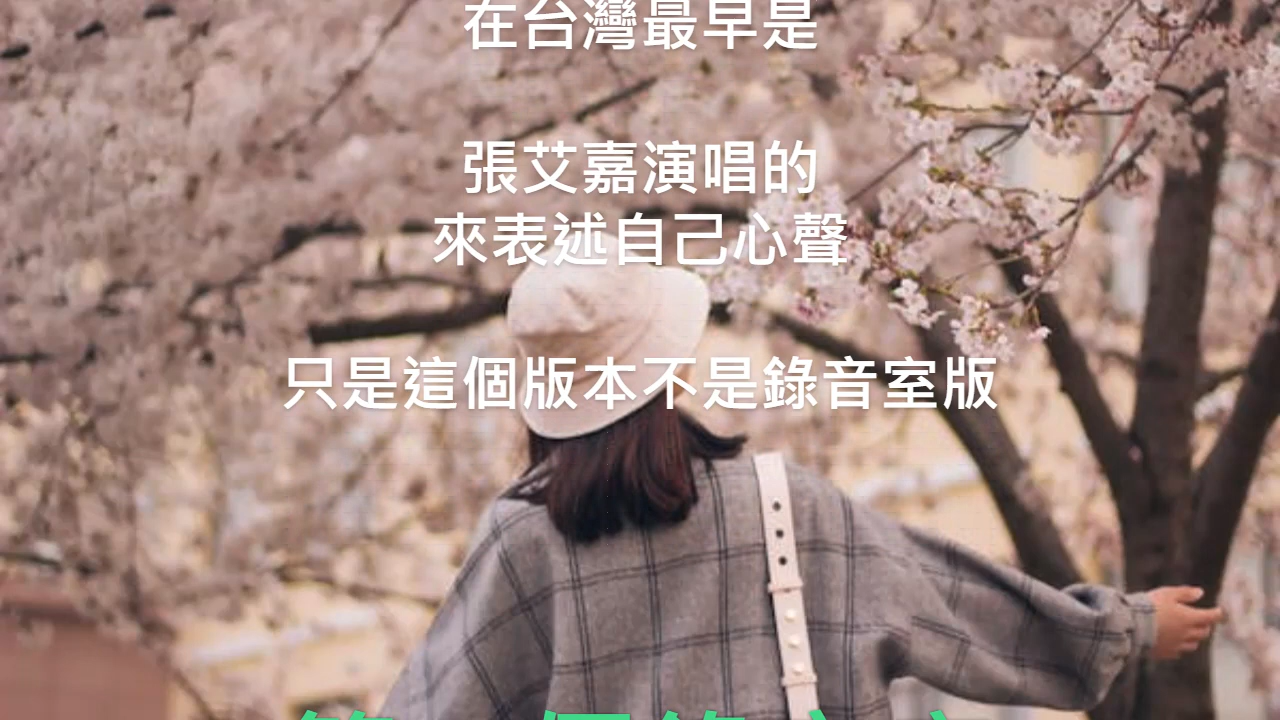 在台灣最早是
張艾嘉演唱的
來表述自己心聲
只是這個版本不是錄音室版